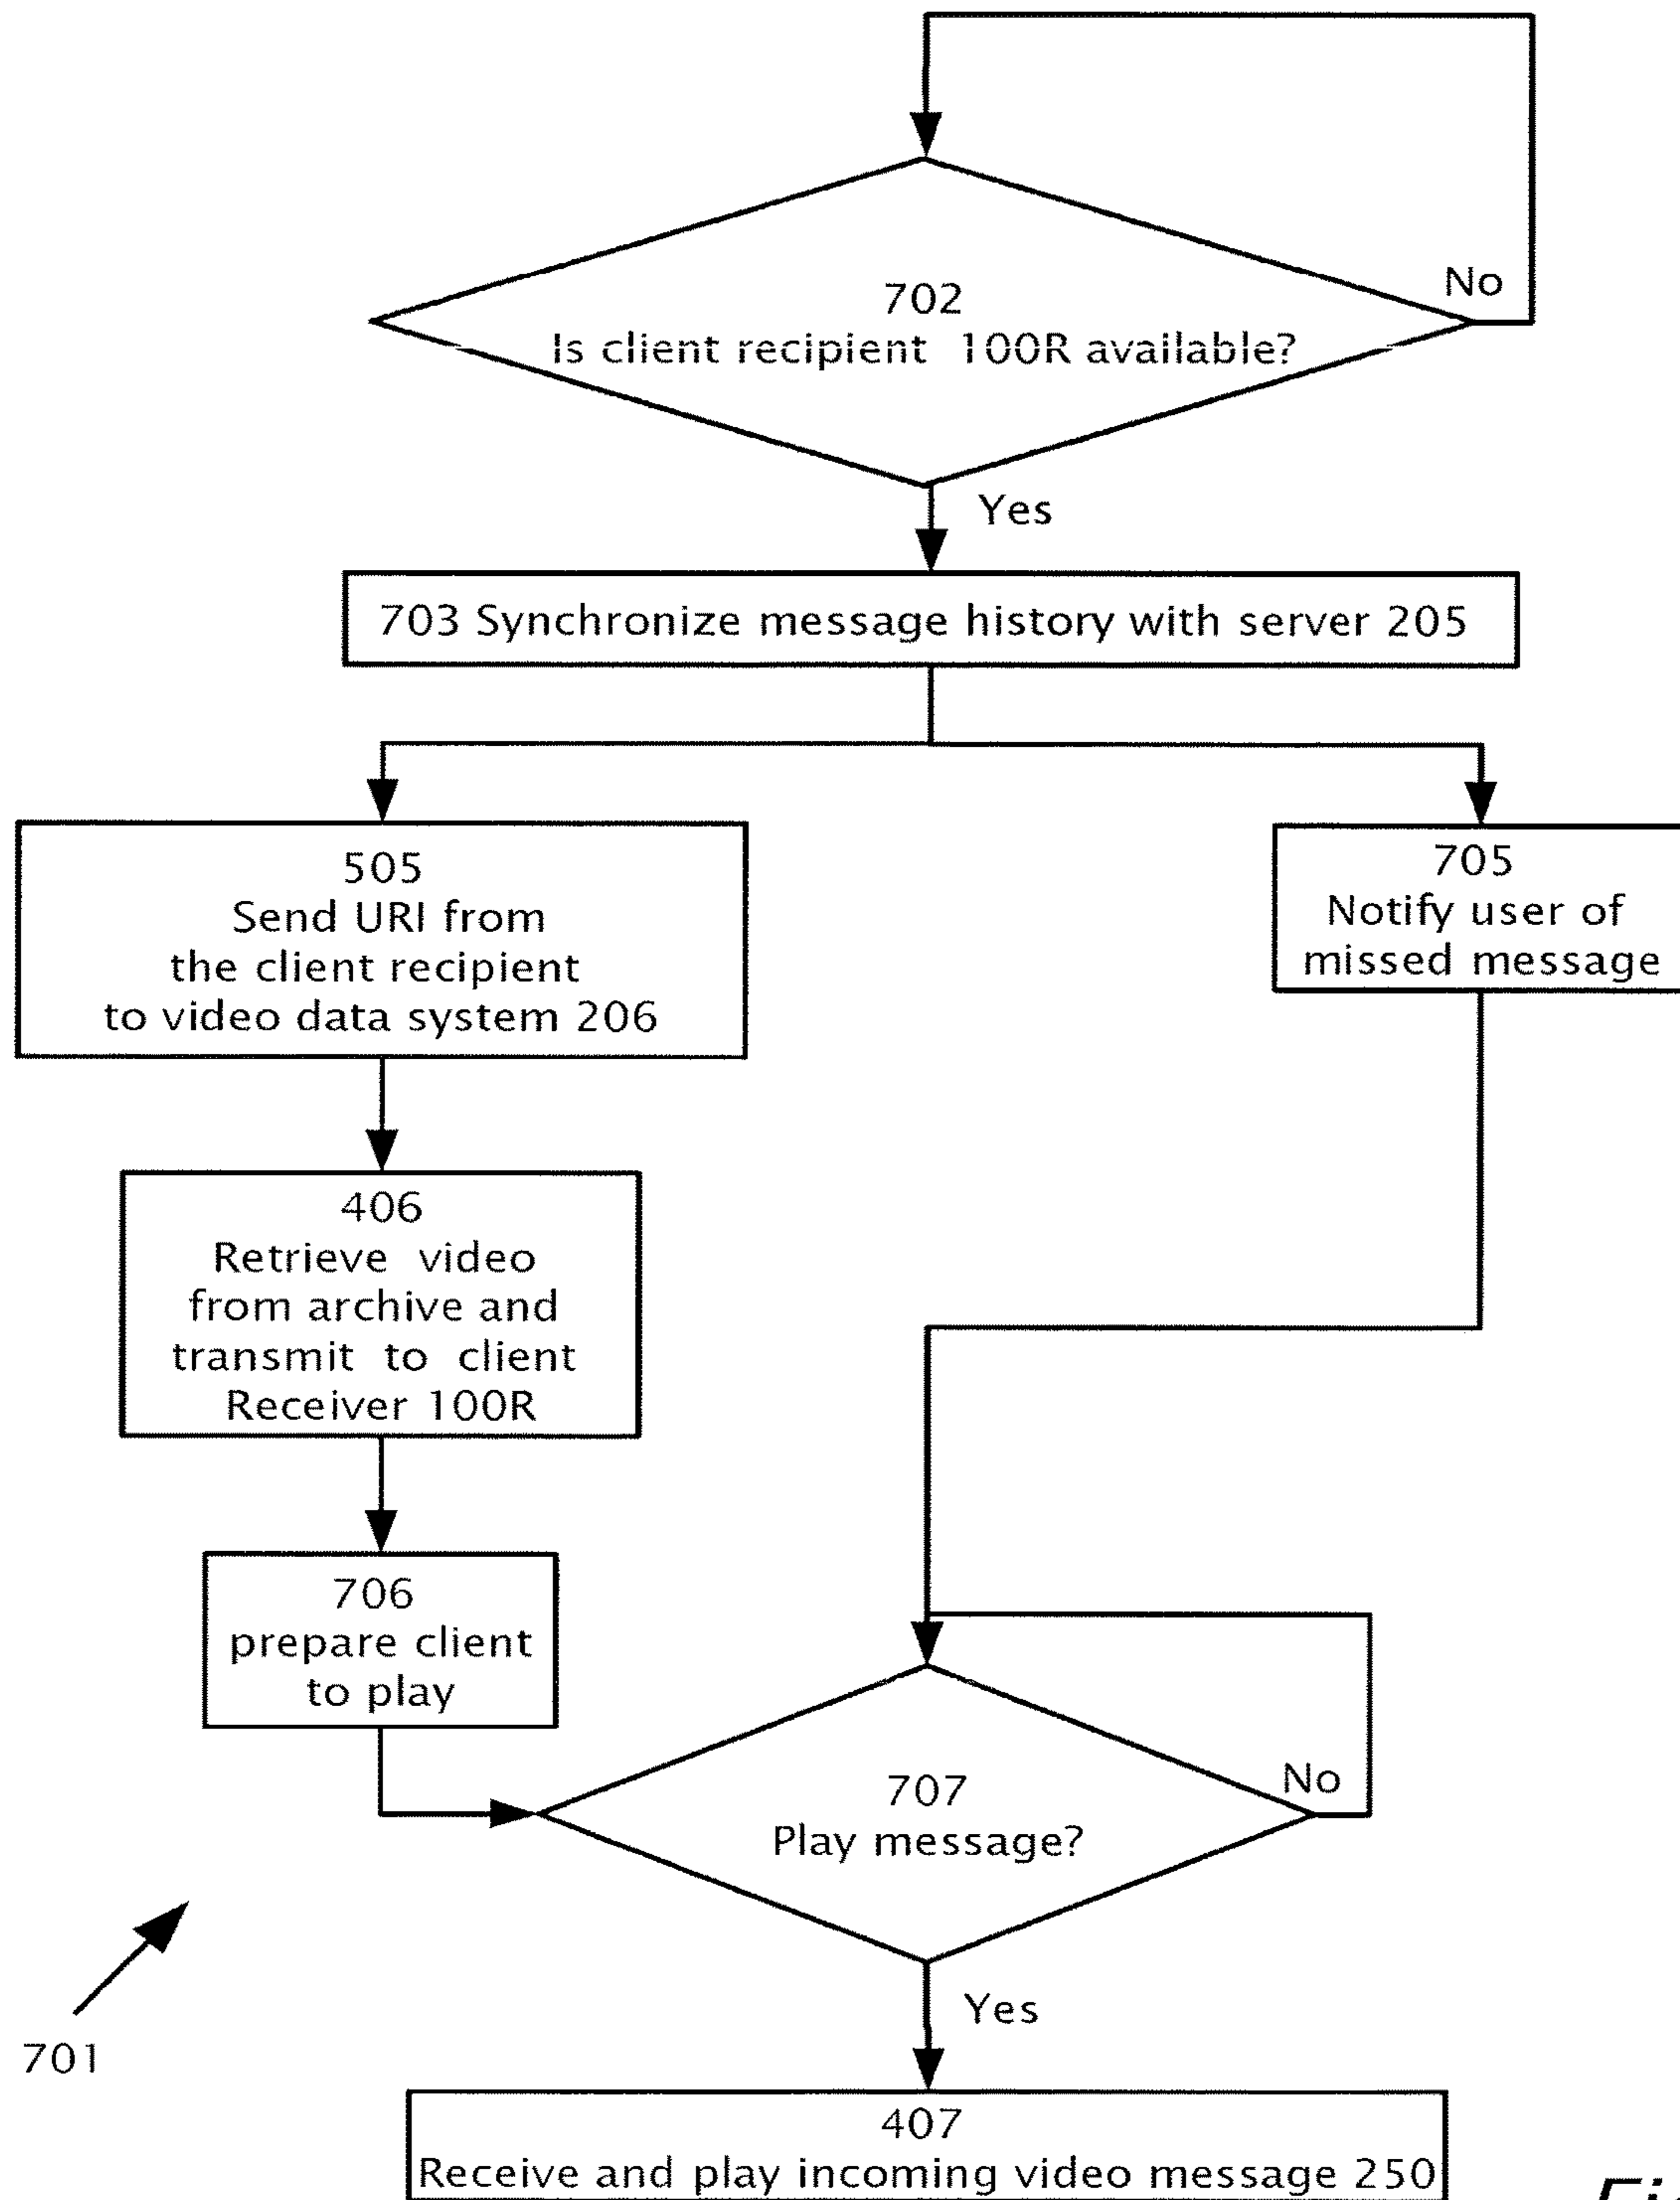 No
702
Is client recipient 100R available?
Yes
703 Synchronize message history with server 205
505
Send URI from
the client recipient
to video data system 206
705
Notify user of
missed message
406
Retrieve video
from archive and
transmit to client
Receiver 100R
706
prepare client
to play
707
Play message?
No
Yes
701
407
Receive and play incoming video message 250